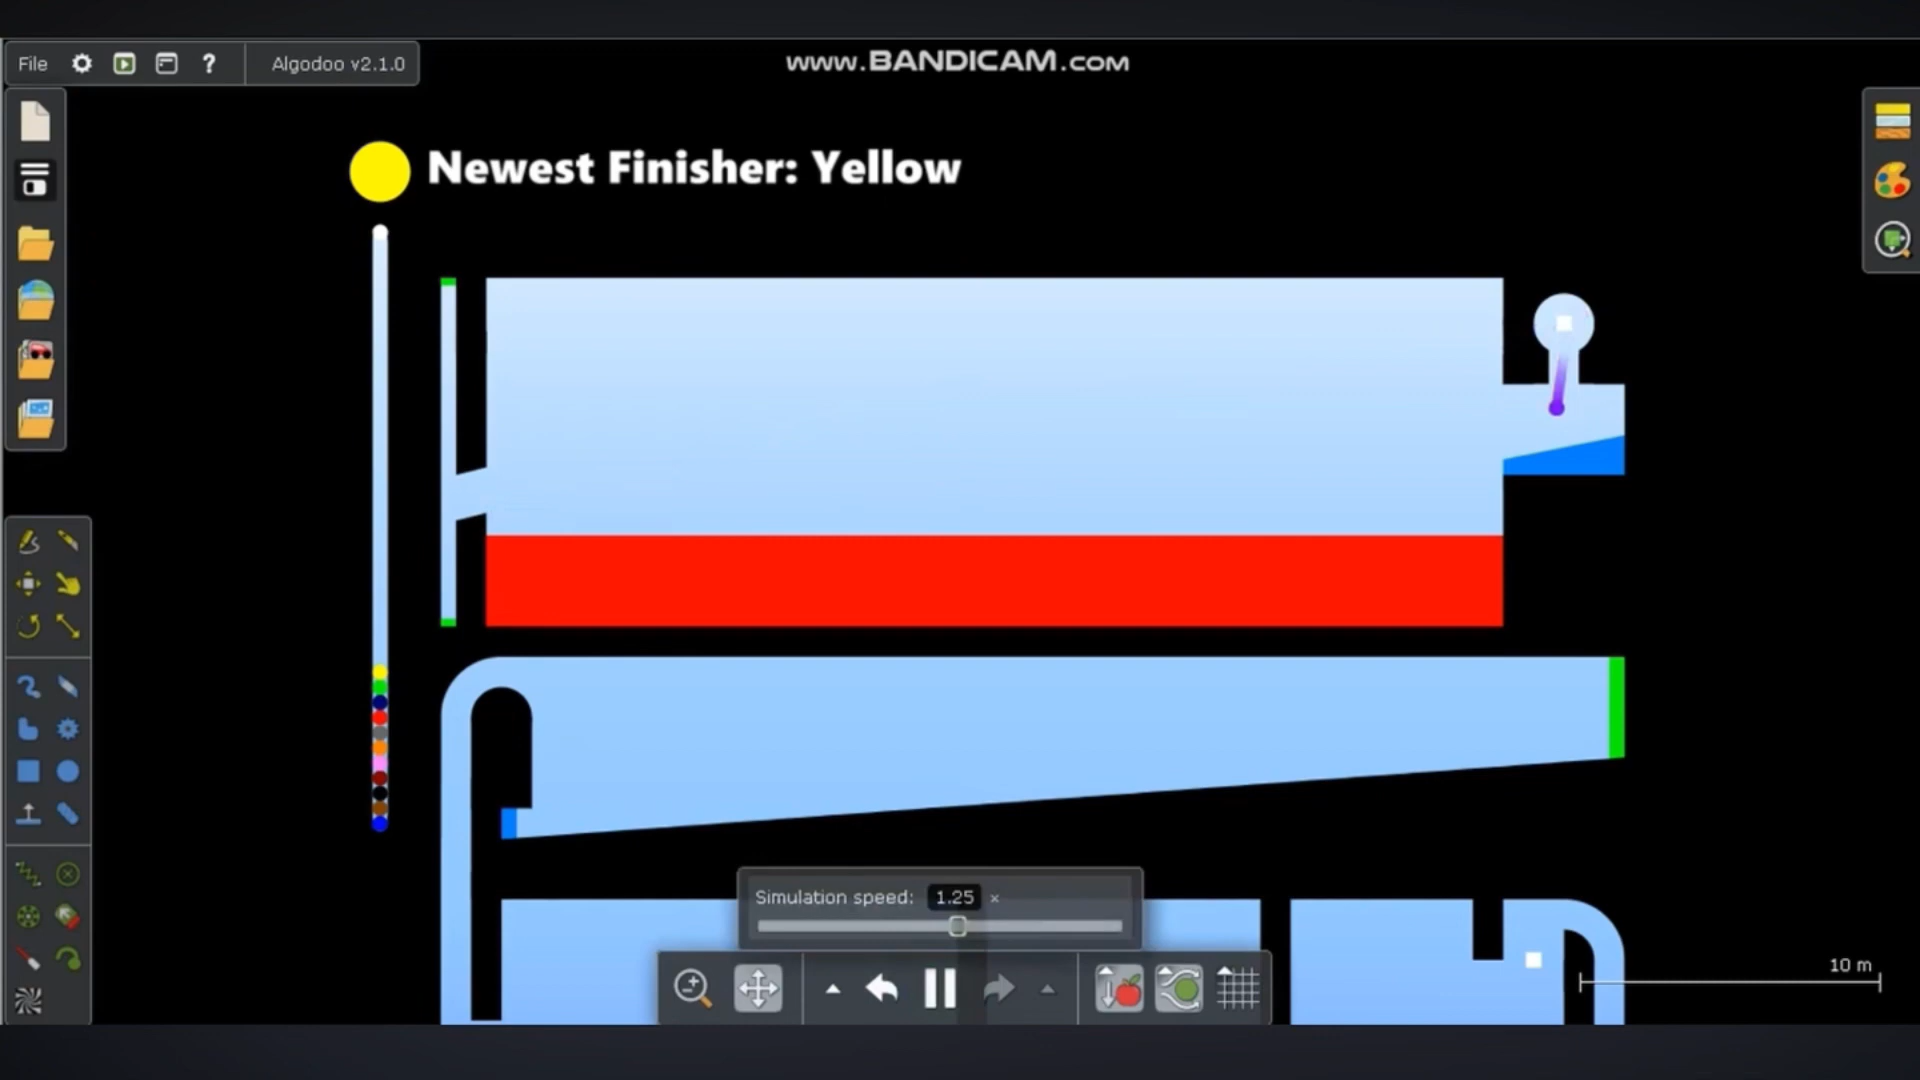 File
Algodoo v2.1.0
www.BANDICAM.com
Newest Finisher: Yellow
Simulation speed: 1.25 ×
10 m